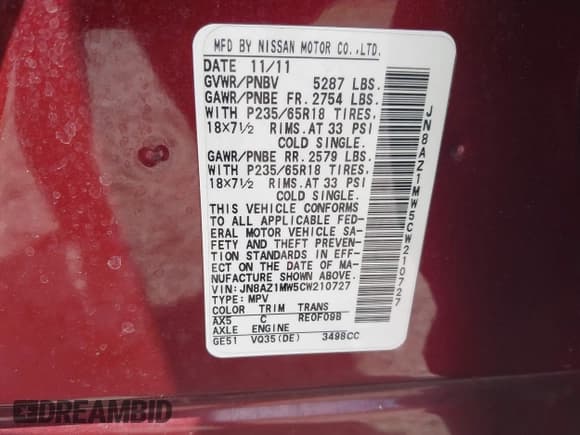 MFD BY NISSAN MOTOR CO.,LTD.
DATE 11/11
GVWR/PNBV 5287 LBS.
GAWR/PNBE FR. 2754 LBS.
WITH P235/65R18 TIRES,
18X7½ RIMS.AT 33 PSI
COLD SINGLE.
GAWR/PNBE RR. 2579 LBS.
WITH P235/65R18 TIRES,
18X7½ RIMS.AT 33 PSI
COLD SINGLE.
THIS VEHICLE CONFORMS
TO ALL APPLICABLE FED-
ERAL MOTOR VEHICLE SA-
FETY AND THEFT PREVEN-
TION STANDARDS IN EFF-
ECT ON THE DATE OF MA-
NUFACTURE SHOWN ABOVE.
VIN: JN8AZ1MW5CW210727
TYPE: MPV
COLOR TRIM TRANS
AX5 C RE0F09B
AXLE ENGINE
GE51 VQ35(DE) 3498CC
JN8AZ1MW5CW210727
DREAMBID